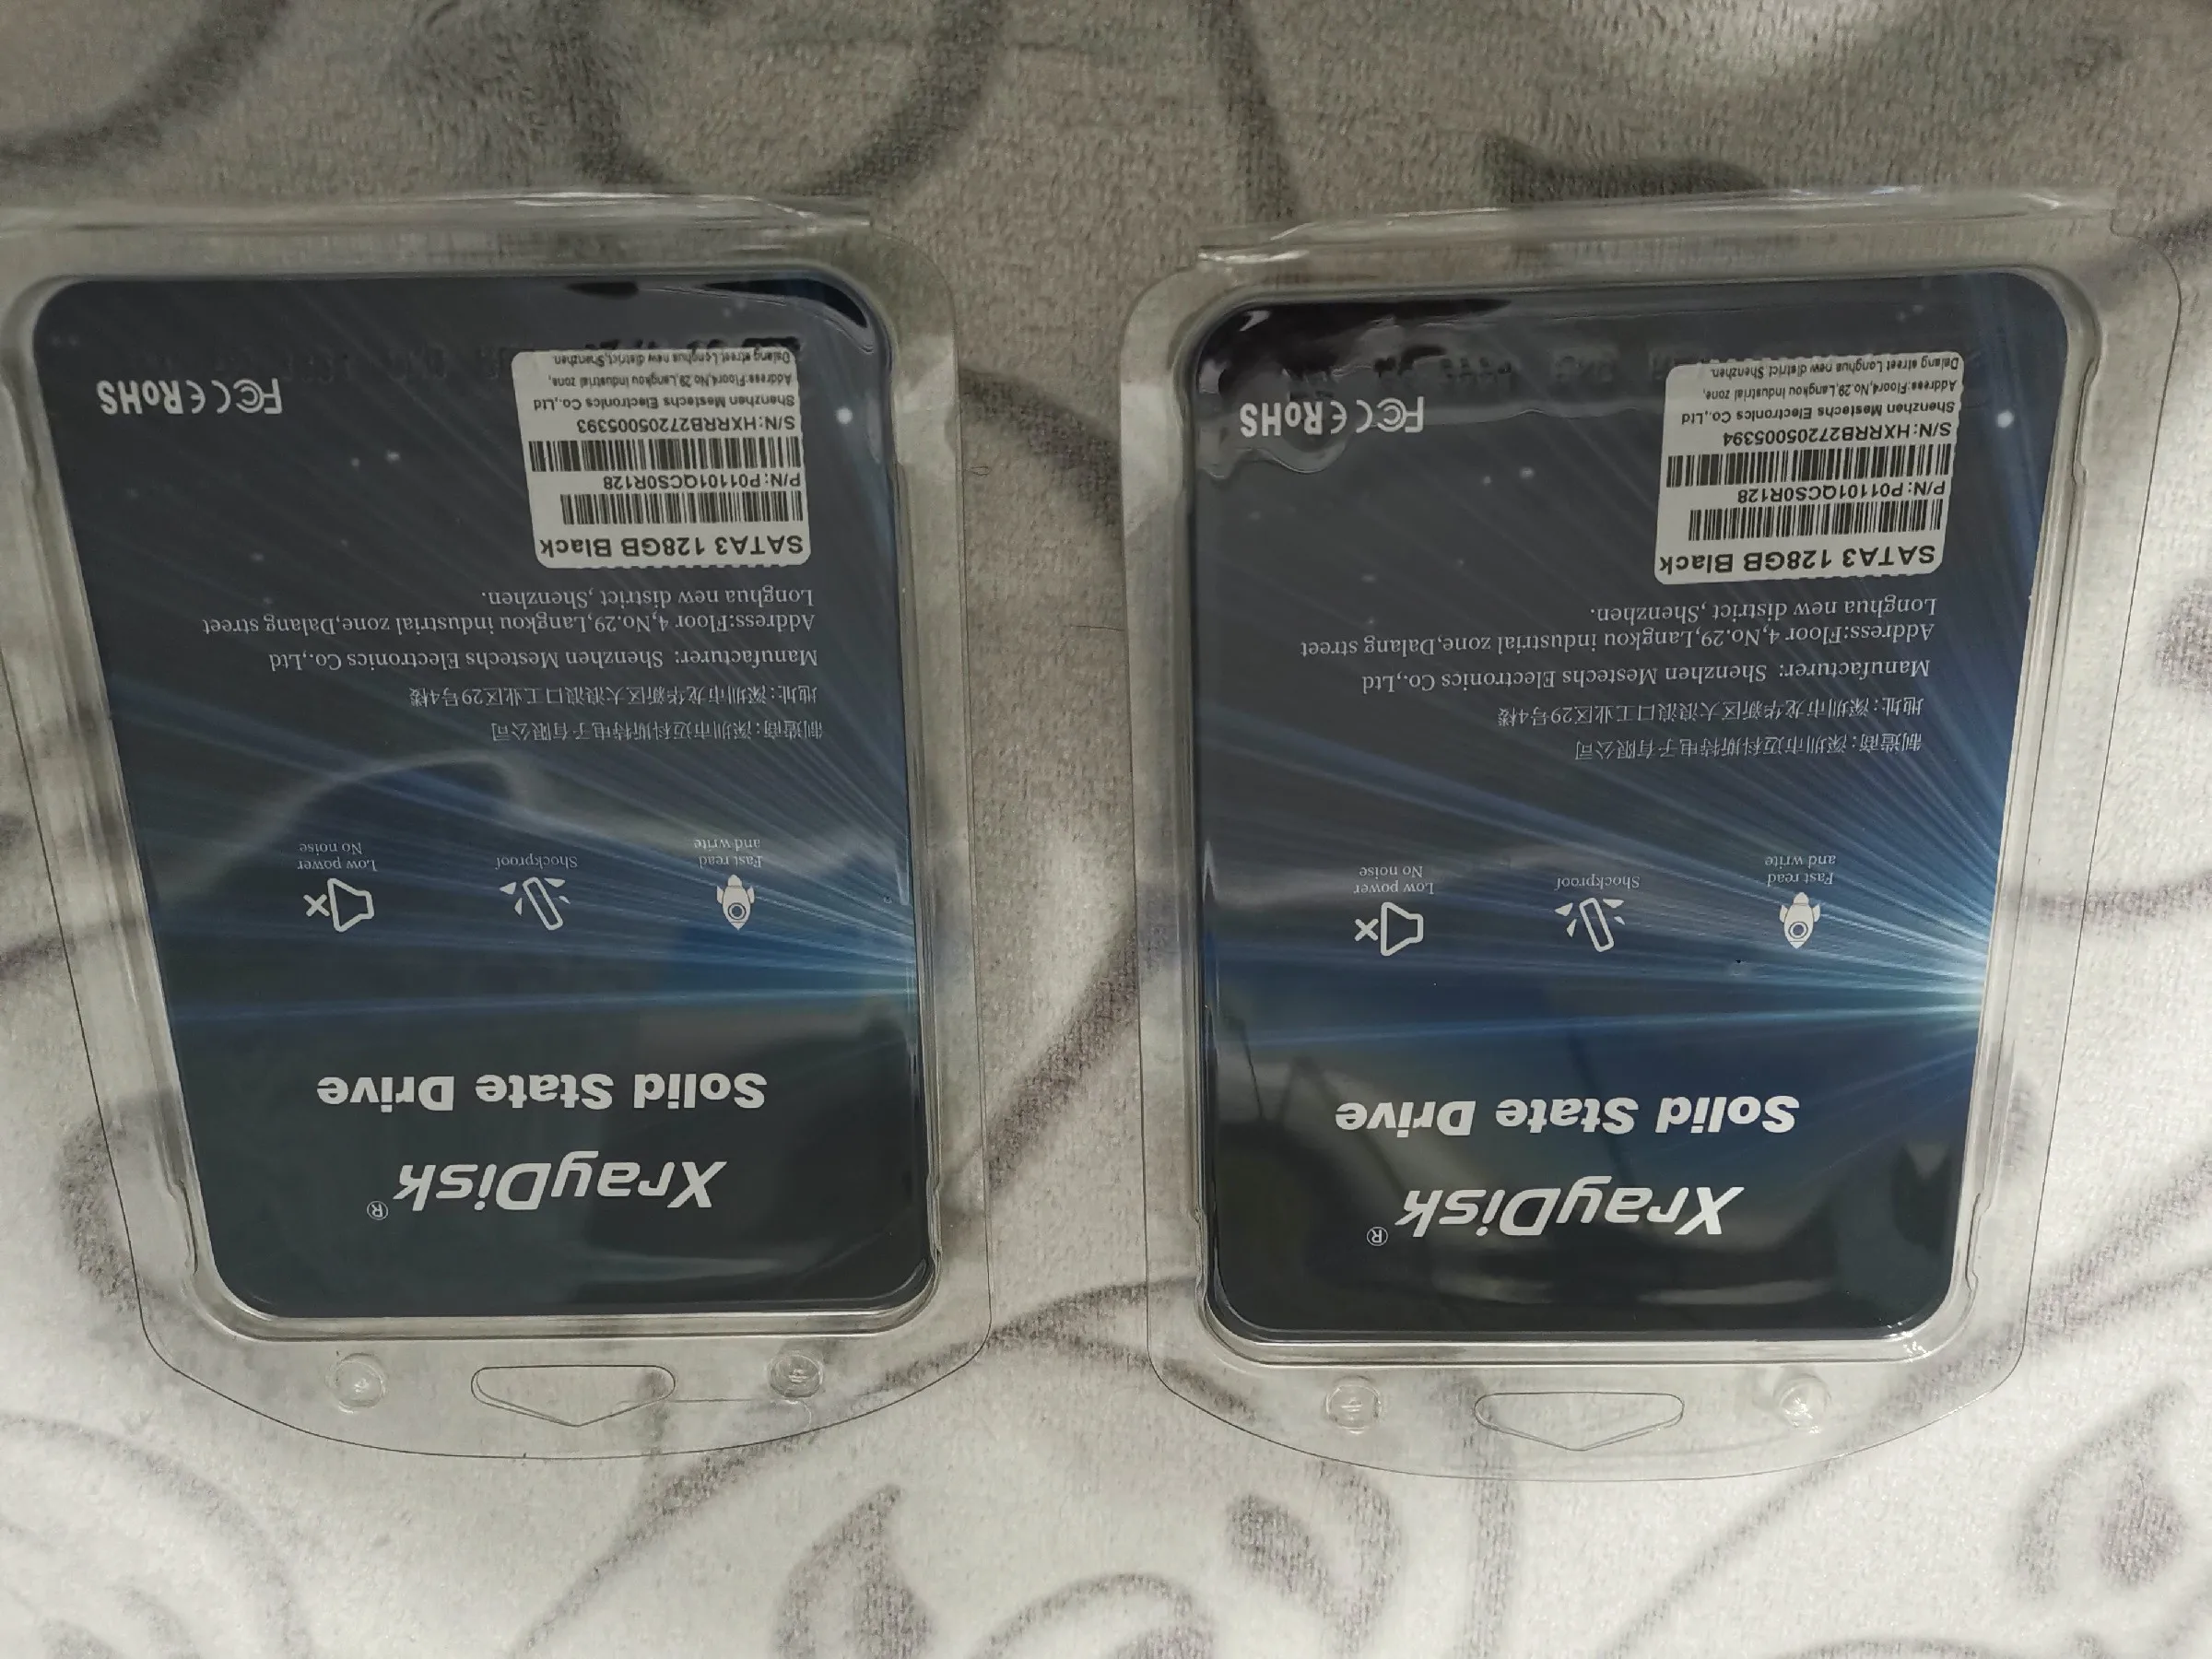 XrayDisk®
Solid State Drive
Fast read
and write
Shockproof
Low power
No noise
制造商：深圳市迈科斯特电子有限公司
地址：深圳市龙华新区大浪浪口工业区29号4楼
Manufacturer: Shenzhen Mestechs Electronics Co.,Ltd
Address:Floor 4,No.29,Langkou industrial zone,Dalang street
Longhua new district ,Shenzhen.
SATA3 128GB Black
P/N: P01101QCS0R128
S/N:HXRRB27205005394
Shenzhen Mestechs Electronics Co.,Ltd
Address:Floor4,No 29,Langkou industrial zone,
Dalang street Longhua new district,Shenzhen.
FC CE RoHS
XrayDisk®
Solid State Drive
Fast read
and write
Shockproof
Low power
No noise
制造商：深圳市迈科斯特电子有限公司
地址：深圳市龙华新区大浪浪口工业区29号4楼
Manufacturer: Shenzhen Mestechs Electronics Co.,Ltd
Address:Floor 4,No.29,Langkou industrial zone,Dalang street
Longhua new district ,Shenzhen.
SATA3 128GB Black
P/N: P01101QCS0R128
S/N:HXRRB27205005393
Shenzhen Mestechs Electronics Co.,Ltd
Address:Floor4,No 29,Langkou industrial zone,
Dalang street Longhua new district,Shenzhen.
FC CE RoHS